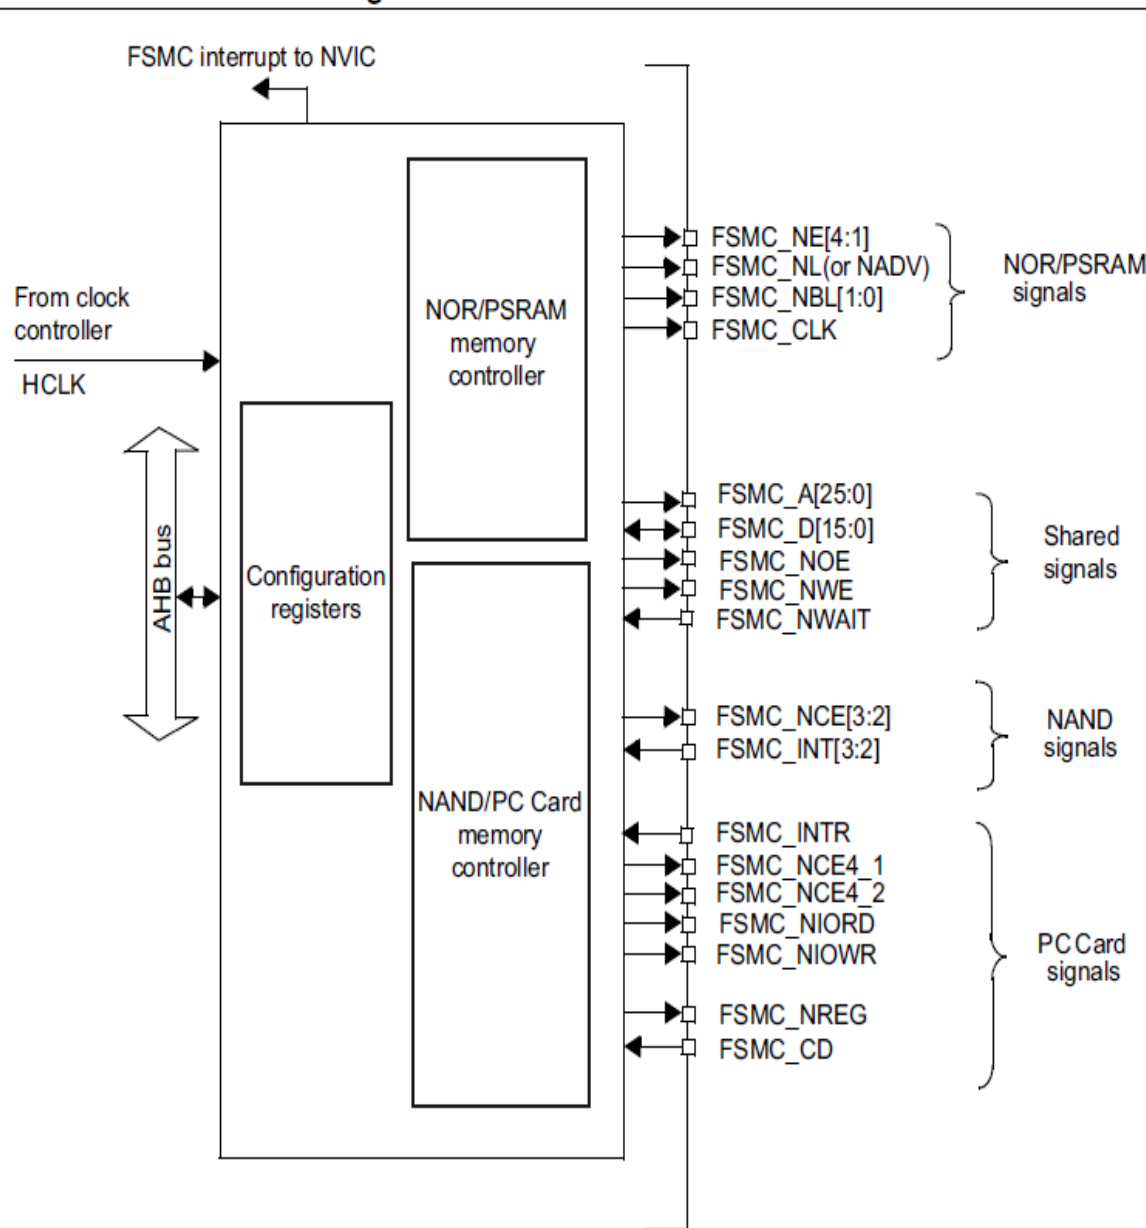 FSMC interrupt to NVIC
From clock
controller
HCLK
AHB bus
Configuration
registers
NOR/PSRAM
memory
controller
NAND/PC Card
memory
controller
FSMC_NE[4:1]
FSMC_NL(or NADV)
FSMC_NBL[1:0]
FSMC_CLK
NOR/PSRAM
signals
FSMC_A[25:0]
FSMC_D[15:0]
FSMC_NOE
FSMC_NWE
FSMC_NWAIT
Shared
signals
FSMC_NCE[3:2]
FSMC_INT[3:2]
NAND
signals
FSMC_INTR
FSMC_NCE4_1
FSMC_NCE4_2
FSMC_NIORD
FSMC_NIOWR
FSMC_NREG
FSMC_CD
PC Card
signals